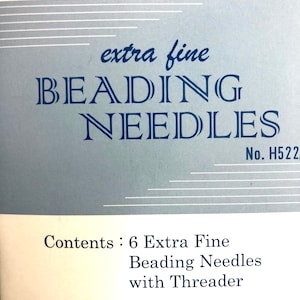 extra fine
BEADING
NEEDLES
No. H522
Contents : 6 Extra Fine
Beading Needles
with Threader